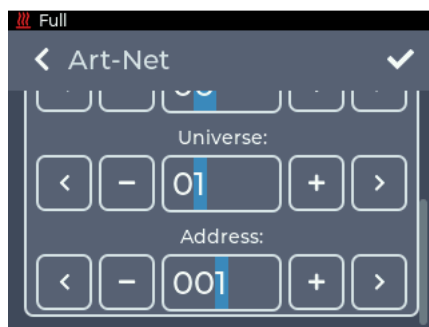 Full
Art-Net
Universe:
< - 01 + >
Address:
< - 001 + >